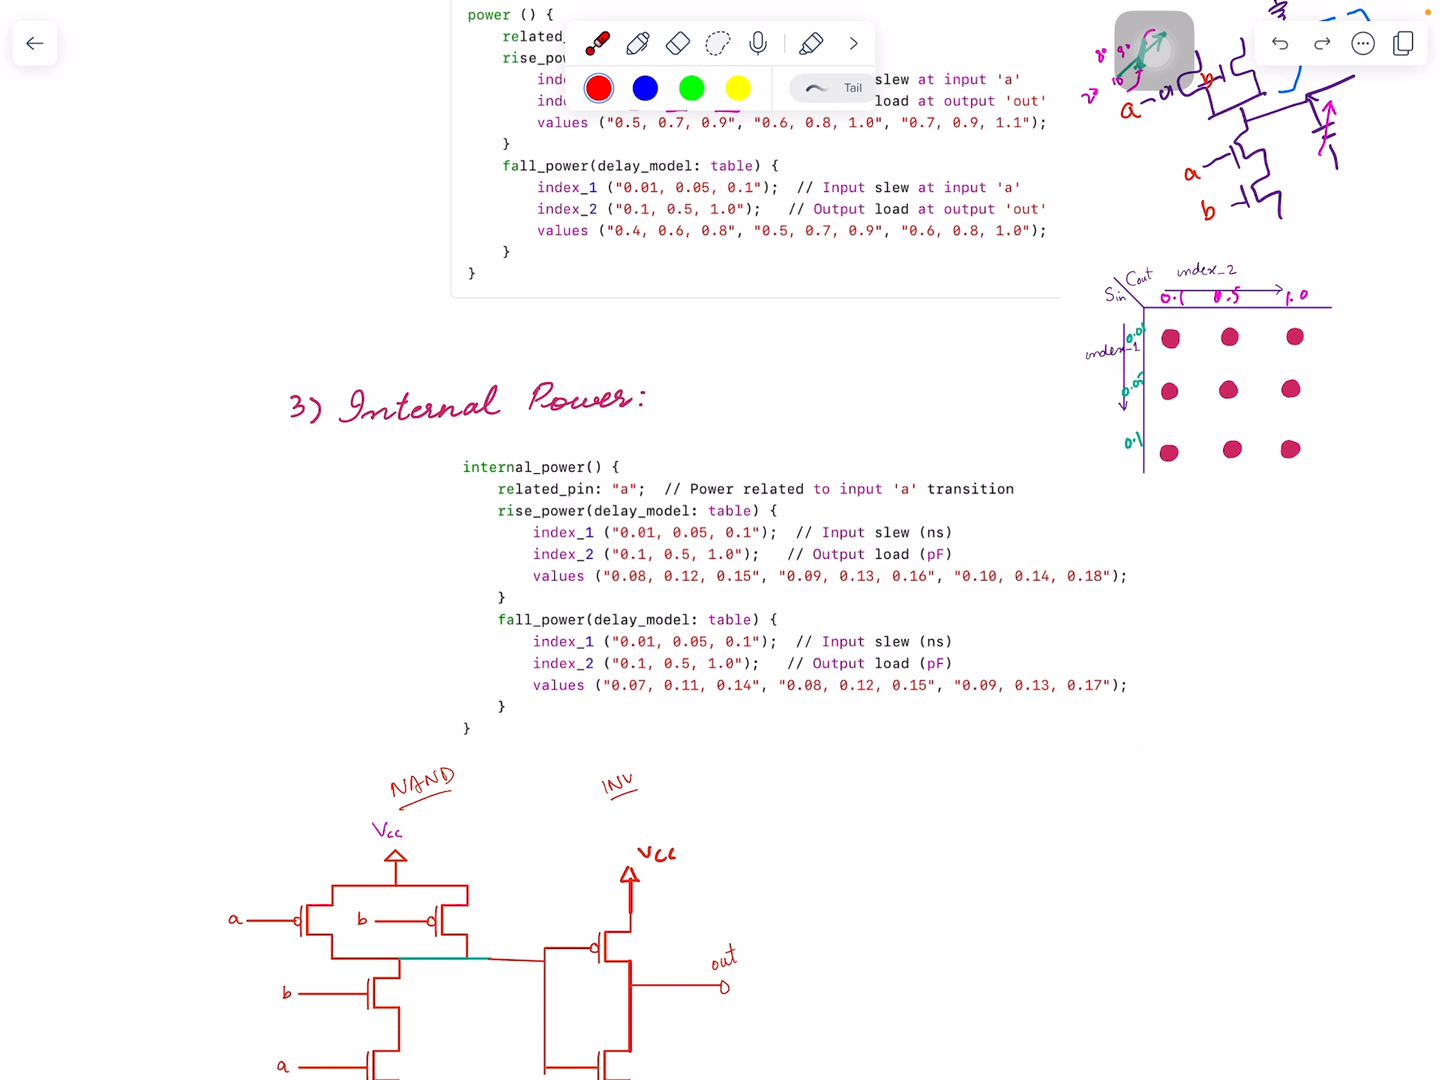 power () {
related_
rise_pow
inde slew at input 'a'
inde load at output 'out'
values ("0.5, 0.7, 0.9", "0.6, 0.8, 1.0", "0.7, 0.9, 1.1");
}
fall_power(delay_model: table) {
index_1 ("0.01, 0.05, 0.1");  // Input slew at input 'a'
index_2 ("0.1, 0.5, 1.0");   // Output load at output 'out'
values ("0.4, 0.6, 0.8", "0.5, 0.7, 0.9", "0.6, 0.8, 1.0");
}
}
Tail
a
a
b
a
b
Cout index_2
Sin
0.1 0.5 1.0
0.01
index_1
0.05
0.1
3) Internal Power:
internal_power() {
related_pin: "a";  // Power related to input 'a' transition
rise_power(delay_model: table) {
index_1 ("0.01, 0.05, 0.1");  // Input slew (ns)
index_2 ("0.1, 0.5, 1.0");   // Output load (pF)
values ("0.08, 0.12, 0.15", "0.09, 0.13, 0.16", "0.10, 0.14, 0.18");
}
fall_power(delay_model: table) {
index_1 ("0.01, 0.05, 0.1");  // Input slew (ns)
index_2 ("0.1, 0.5, 1.0");   // Output load (pF)
values ("0.07, 0.11, 0.14", "0.08, 0.12, 0.15", "0.09, 0.13, 0.17");
}
}
NAND INV
Vcc
Vcc
a b
out
b
a